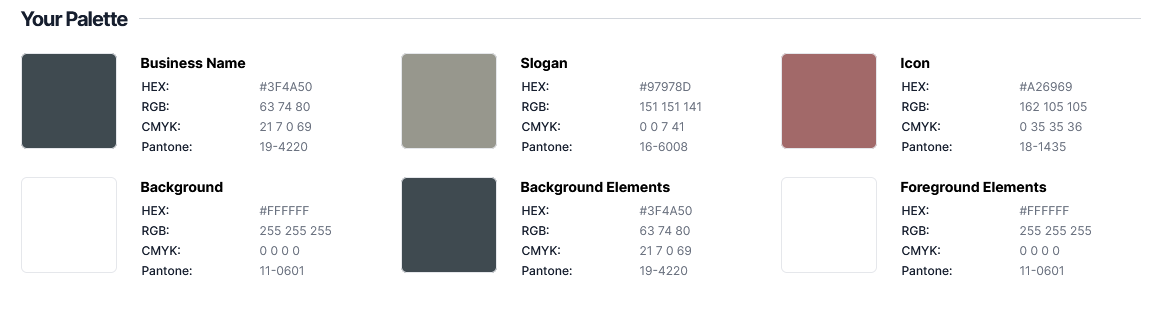 Your Palette
Business Name
HEX: #3F4A50
RGB: 63 74 80
CMYK: 21 7 0 69
Pantone: 19-4220
Slogan
HEX: #97978D
RGB: 151 151 141
CMYK: 0 0 7 41
Pantone: 16-6008
Icon
HEX: #A26969
RGB: 162 105 105
CMYK: 0 35 35 36
Pantone: 18-1435
Background
HEX: #FFFFFF
RGB: 255 255 255
CMYK: 0 0 0 0
Pantone: 11-0601
Background Elements
HEX: #3F4A50
RGB: 63 74 80
CMYK: 21 7 0 69
Pantone: 19-4220
Foreground Elements
HEX: #FFFFFF
RGB: 255 255 255
CMYK: 0 0 0 0
Pantone: 11-0601